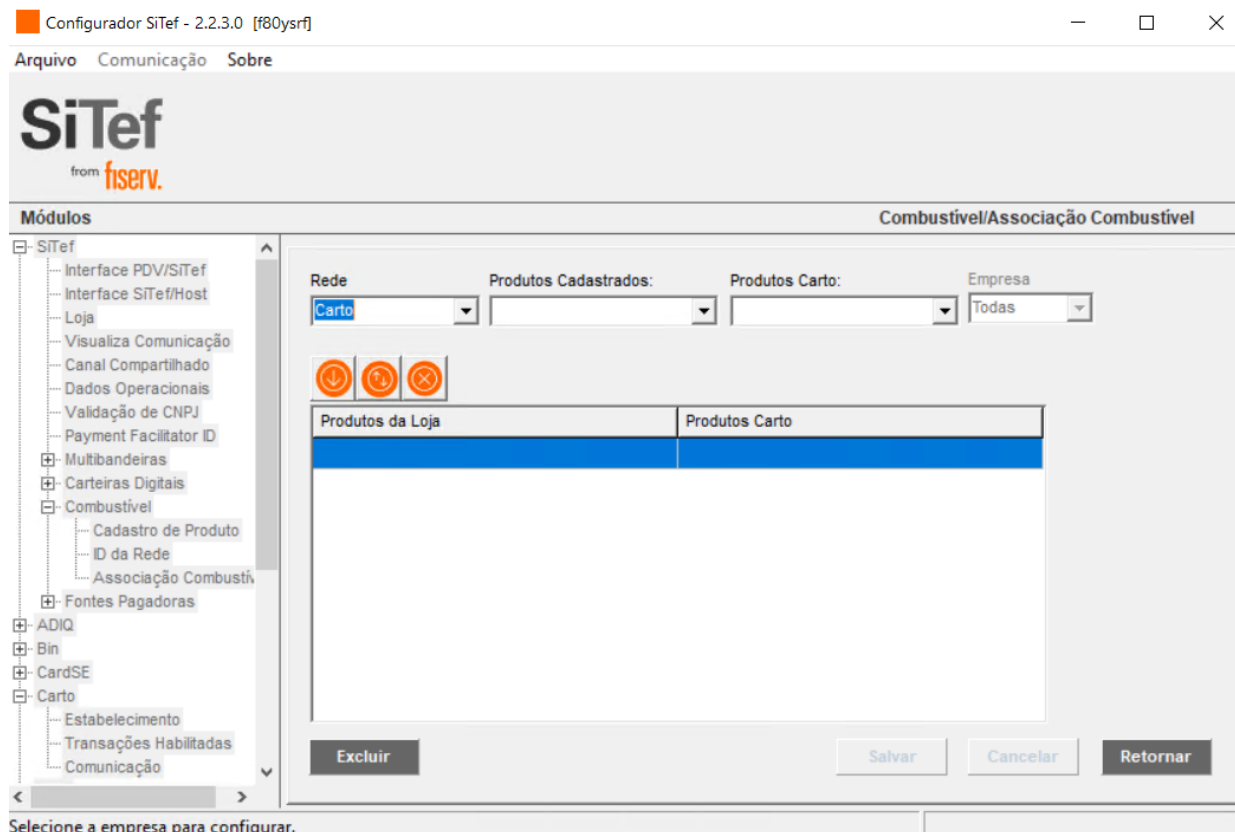 Configurador SiTef - 2.2.3.0 [f80ysrf]
Arquivo Comunicação Sobre
SiTef
from fiserv.
Módulos
Combustível/Associação Combustível
SiTef
Interface PDV/SiTef
Interface SiTef/Host
Loja
Visualiza Comunicação
Canal Compartilhado
Dados Operacionais
Validação de CNPJ
Payment Facilitator ID
Multibandeiras
Carteiras Digitais
Combustível
Cadastro de Produto
ID da Rede
Associação Combustív
Fontes Pagadoras
ADIQ
Bin
CardSE
Carto
Estabelecimento
Transações Habilitadas
Comunicação
Rede Produtos Cadastrados: Produtos Carto: Empresa
Carto Todas
Produtos da Loja Produtos Carto
Excluir Salvar Cancelar Retornar
Selecione a empresa para configurar.